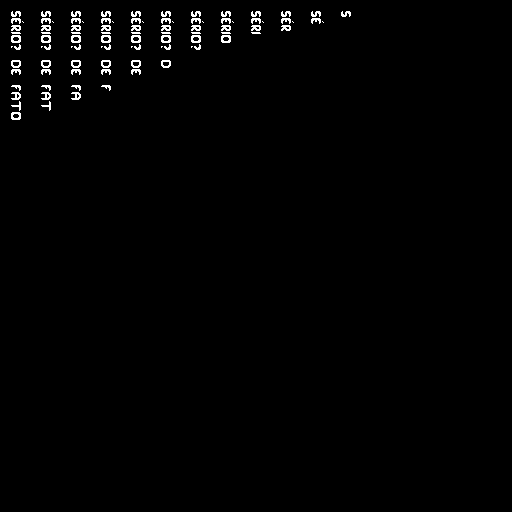 S
SÉ
SÉR
SÉRI
SÉRIO
SÉRIO?
SÉRIO? D
SÉRIO? DE
SÉRIO? DE F
SÉRIO? DE FA
SÉRIO? DE FAT
SÉRIO? DE FATO